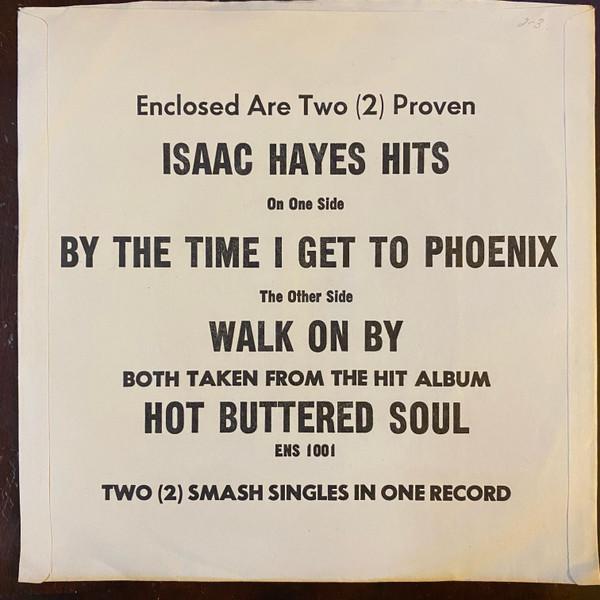 2-3.
Enclosed Are Two (2) Proven
ISAAC HAYES HITS
On One Side
BY THE TIME I GET TO PHOENIX
The Other Side
WALK ON BY
BOTH TAKEN FROM THE HIT ALBUM
HOT BUTTERED SOUL
ENS 1001
TWO (2) SMASH SINGLES IN ONE RECORD